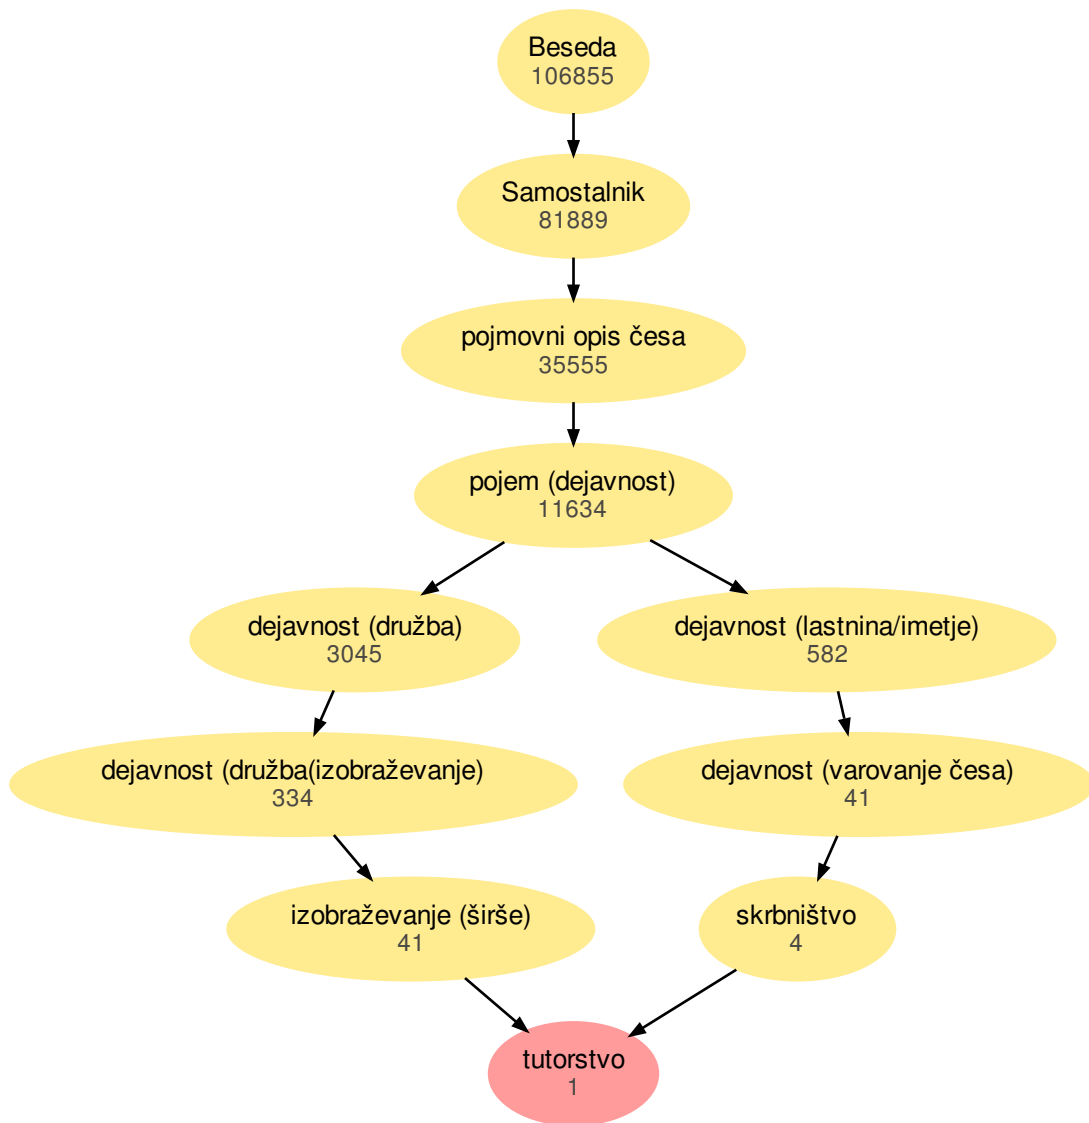 Beseda
106855
Samostalnik
81889
pojmovni opis česa
35555
pojem (dejavnost)
11634
dejavnost (družba)
3045
dejavnost (lastnina/imetje)
582
dejavnost (družba(izobraževanje)
334
dejavnost (varovanje česa)
41
izobraževanje (širše)
41
skrbništvo
4
tutorstvo
1